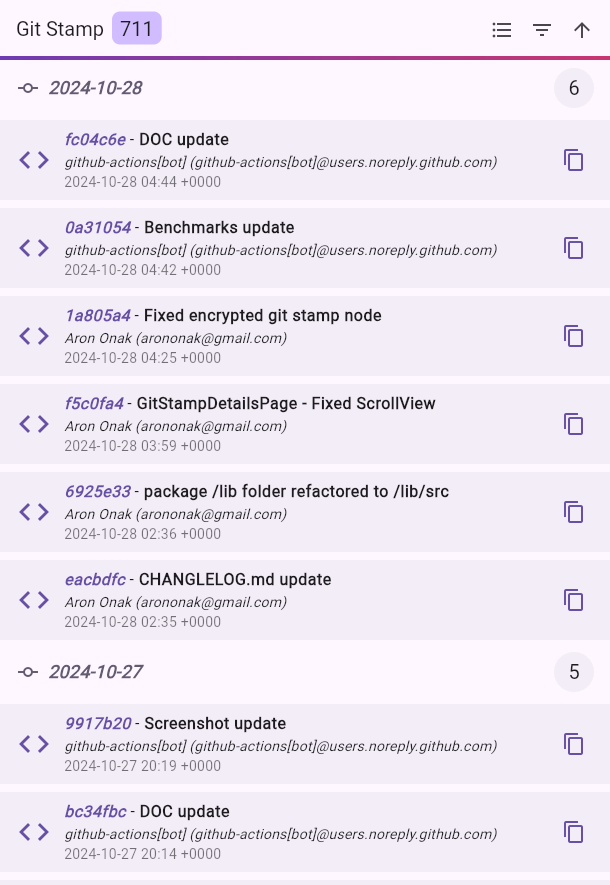 Git Stamp 711
2024-10-28 6
fc04c6e - DOC update
github-actions[bot] (github-actions[bot]@users.noreply.github.com)
2024-10-28 04:44 +0000
0a31054 - Benchmarks update
github-actions[bot] (github-actions[bot]@users.noreply.github.com)
2024-10-28 04:42 +0000
1a805a4 - Fixed encrypted git stamp node
Aron Onak (arononak@gmail.com)
2024-10-28 04:25 +0000
f5c0fa4 - GitStampDetailsPage - Fixed ScrollView
Aron Onak (arononak@gmail.com)
2024-10-28 03:59 +0000
6925e33 - package /lib folder refactored to /lib/src
Aron Onak (arononak@gmail.com)
2024-10-28 02:36 +0000
eacbdfc - CHANGLELOG.md update
Aron Onak (arononak@gmail.com)
2024-10-28 02:35 +0000
2024-10-27 5
9917b20 - Screenshot update
github-actions[bot] (github-actions[bot]@users.noreply.github.com)
2024-10-27 20:19 +0000
bc34fbc - DOC update
github-actions[bot] (github-actions[bot]@users.noreply.github.com)
2024-10-27 20:14 +0000